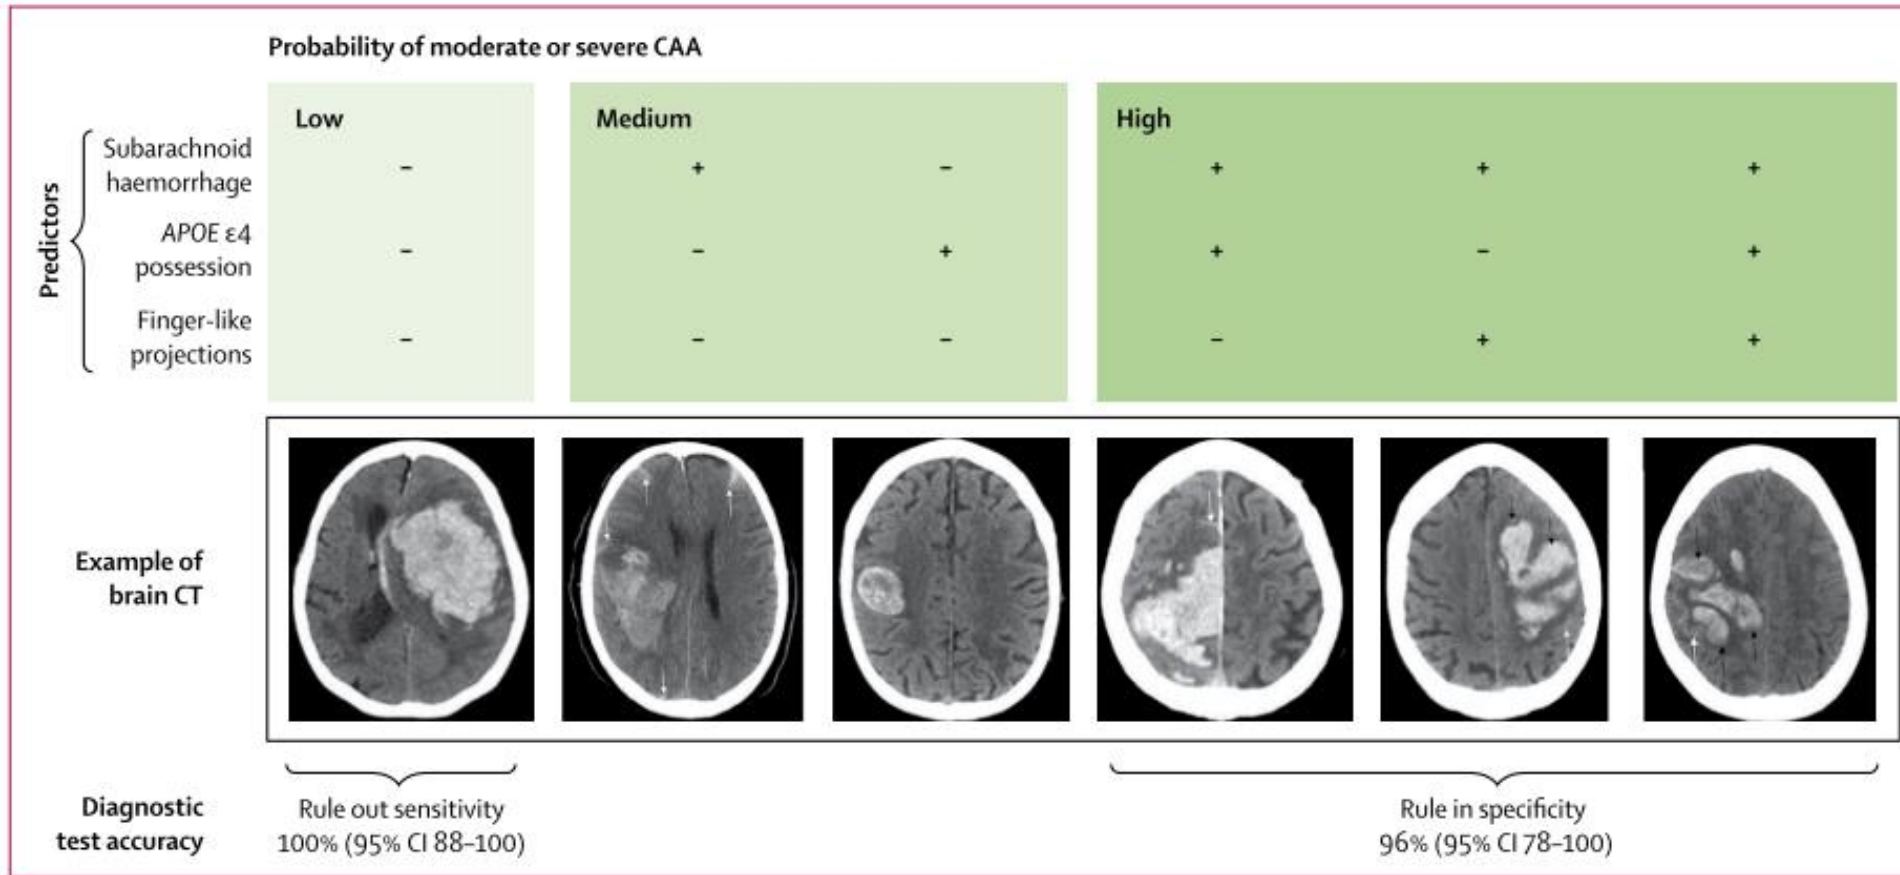 Probability of moderate or severe CAA
Low
Medium
High
Predictors
Subarachnoid
haemorrhage
– + – + + +
APOE ε4
possession
– – + + – +
Finger-like
projections
– – – – + +
Example of
brain CT
Diagnostic
test accuracy
Rule out sensitivity
100% (95% CI 88–100)
Rule in specificity
96% (95% CI 78–100)